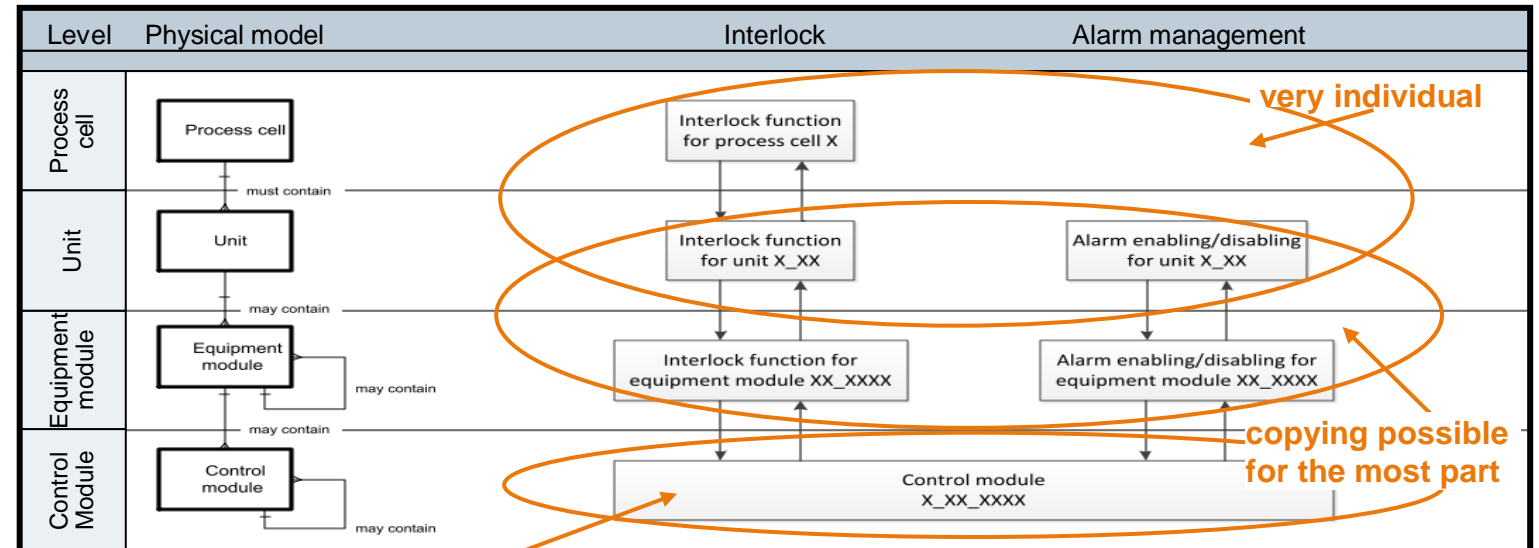 Level
Physical model
Interlock
Alarm management
Process
cell
Process cell
Interlock function
for process cell X
very individual
must contain
Unit
Unit
Interlock function
for unit X_XX
Alarm enabling/disabling
for unit X_XX
may contain
Equipment
module
Equipment
module
may contain
Interlock function for
equipment module XX_XXXX
Alarm enabling/disabling for
equipment module XX_XXXX
may contain
copying possible
for the most part
Control
Module
Control
module
may contain
Control module
X_XX_XXXX